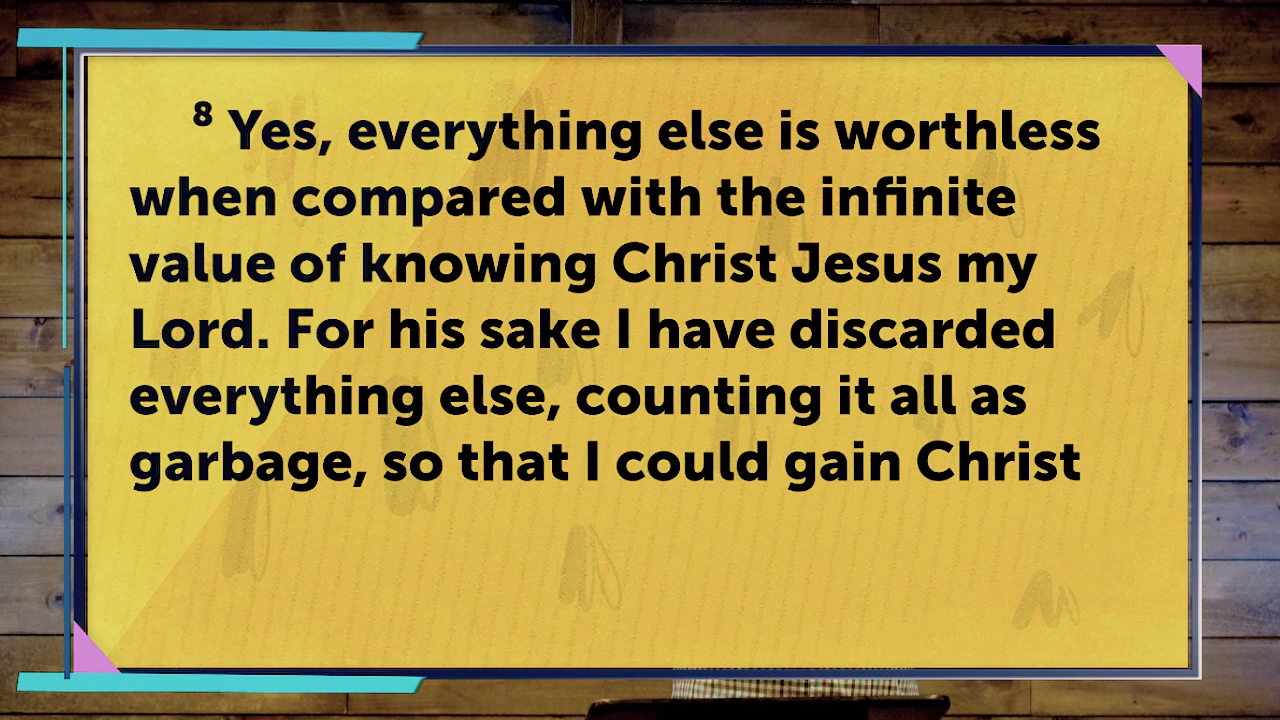 ⁸ Yes, everything else is worthless
when compared with the infinite
value of knowing Christ Jesus my
Lord. For his sake I have discarded
everything else, counting it all as
garbage, so that I could gain Christ